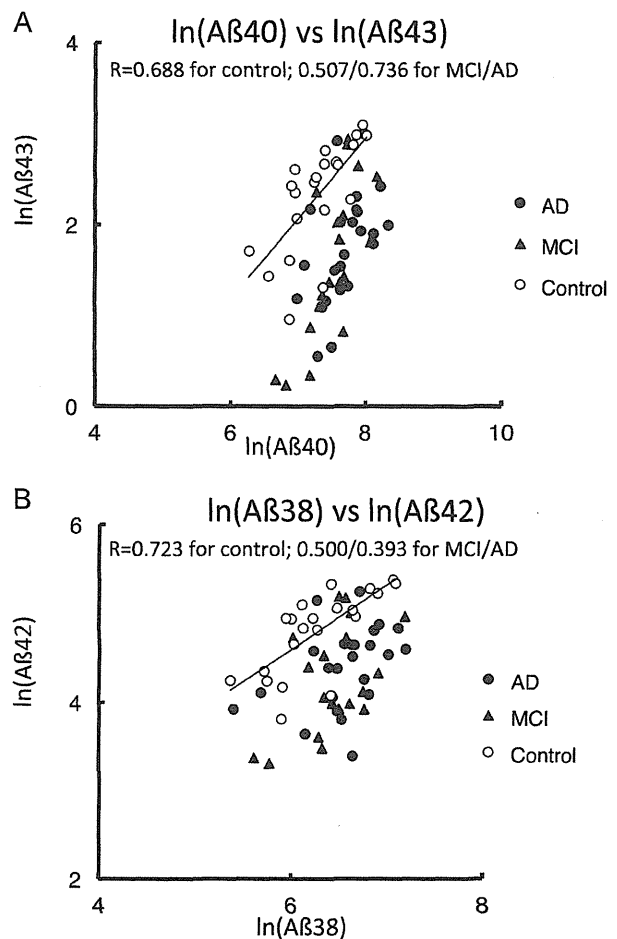 A
ln(Aß40) vs ln(Aß43)
R=0.688 for control; 0.507/0.736 for MCI/AD
4
2
0
ln(Aß43)
AD
MCI
Control
4
6
8
10
ln(Aß40)
B
ln(Aß38) vs ln(Aß42)
R=0.723 for control; 0.500/0.393 for MCI/AD
6
4
2
ln(Aß42)
AD
MCI
Control
4
6
8
ln(Aß38)